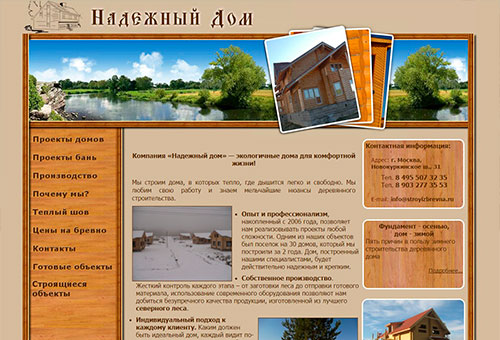 Надежный Дом
Проекты домов
Проекты бань
Производство
Почему мы?
Теплый шов
Цены на бревно
Контакты
Готовые объекты
Строящиеся
объекты
Компания «Надежный дом» — экологичные дома для комфортной
жизни!
Мы строим дома, в которых тепло, где дышится легко и свободно. Мы
любим свою работу и знаем мельчайшие нюансы деревянного
строительства.
• Опыт и профессионализм,
накопленный с 2006 года, позволяет
нам реализовывать проекты любой
сложности. Одним из наших объектов
был поселок на 30 домов, который мы
построили за 2 года. Дом, построенный
нашими специалистами, будет
действительно надежным и крепким.
• Собственное производство.
Жесткий контроль каждого этапа – от заготовки леса до отправки готового
материала, использование современного оборудования позволяют нам
добиться безупречного качества продукции, изготовленной из лучшего
северного леса.
• Индивидуальный подход к
каждому клиенту. Каким должен
быть идеальный дом, каждый видит по-
Контактная информация:
Адрес: г. Москва,
Новокуркинское ш., 31
Тел. 8 495 507 32 35
Тел. 8 903 277 35 53
E-mail: info@stroyizbrevna.ru
Фундамент - осенью,
дом - зимой
Пять причин в пользу зимнего
строительства деревянного
дома
Подробнее...